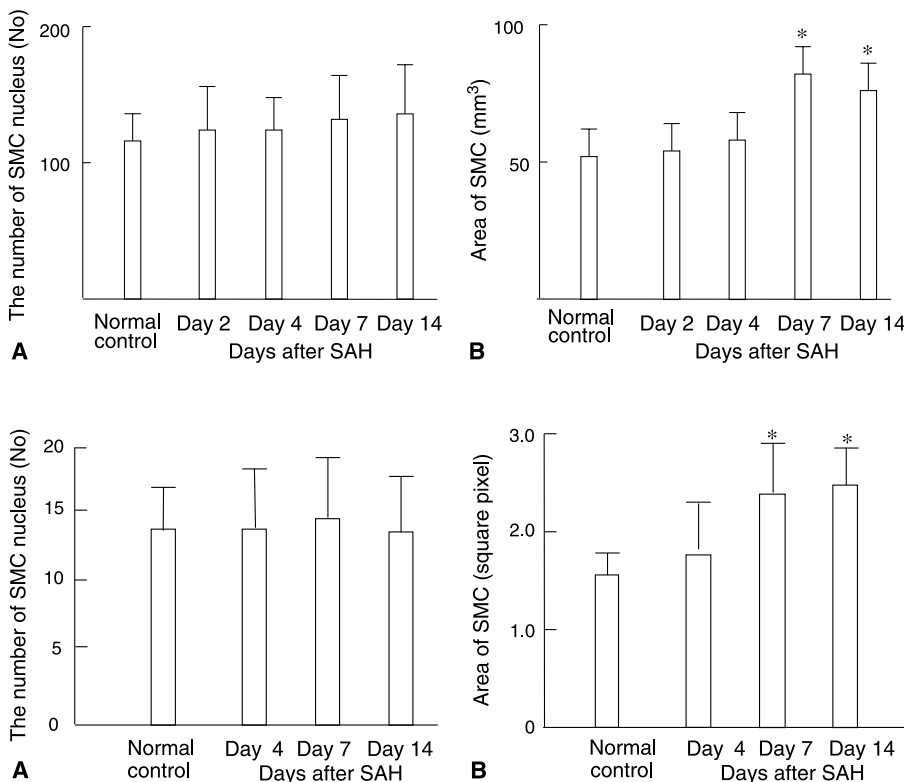 The number of SMC nucleus (No)
200
100
Normal control
Day 2
Day 4
Day 7
Day 14
A
Days after SAH
Area of SMC (mm³)
100
50
*
*
Normal control
Day 2
Day 4
Day 7
Day 14
B
Days after SAH
The number of SMC nucleus (No)
20
15
10
5
0
Normal control
Day 4
Day 7
Day 14
A
Days after SAH
Area of SMC (square pixel)
3.0
2.0
1.0
0
*
*
Normal control
Day 4
Day 7
Day 14
B
Days after SAH